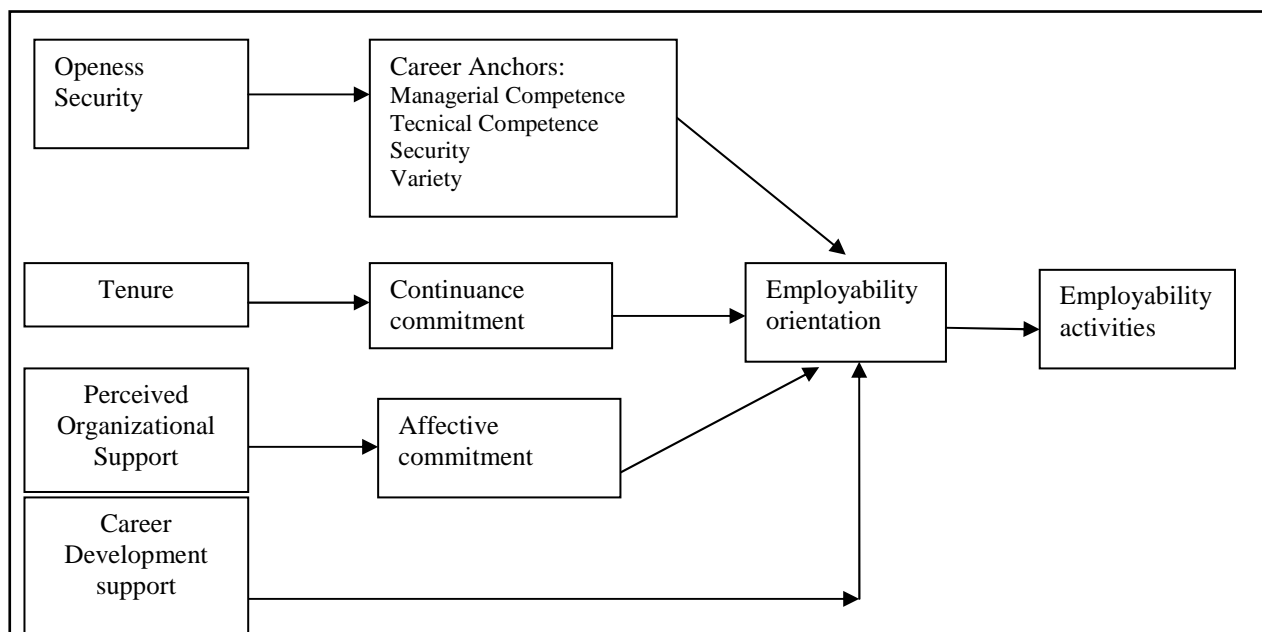 Openess
Security
Career Anchors:
Managerial Competence
Tecnical Competence
Security
Variety
Tenure
Continuance
commitment
Employability
orientation
Employability
activities
Perceived
Organizational
Support
Affective
commitment
Career
Development
support